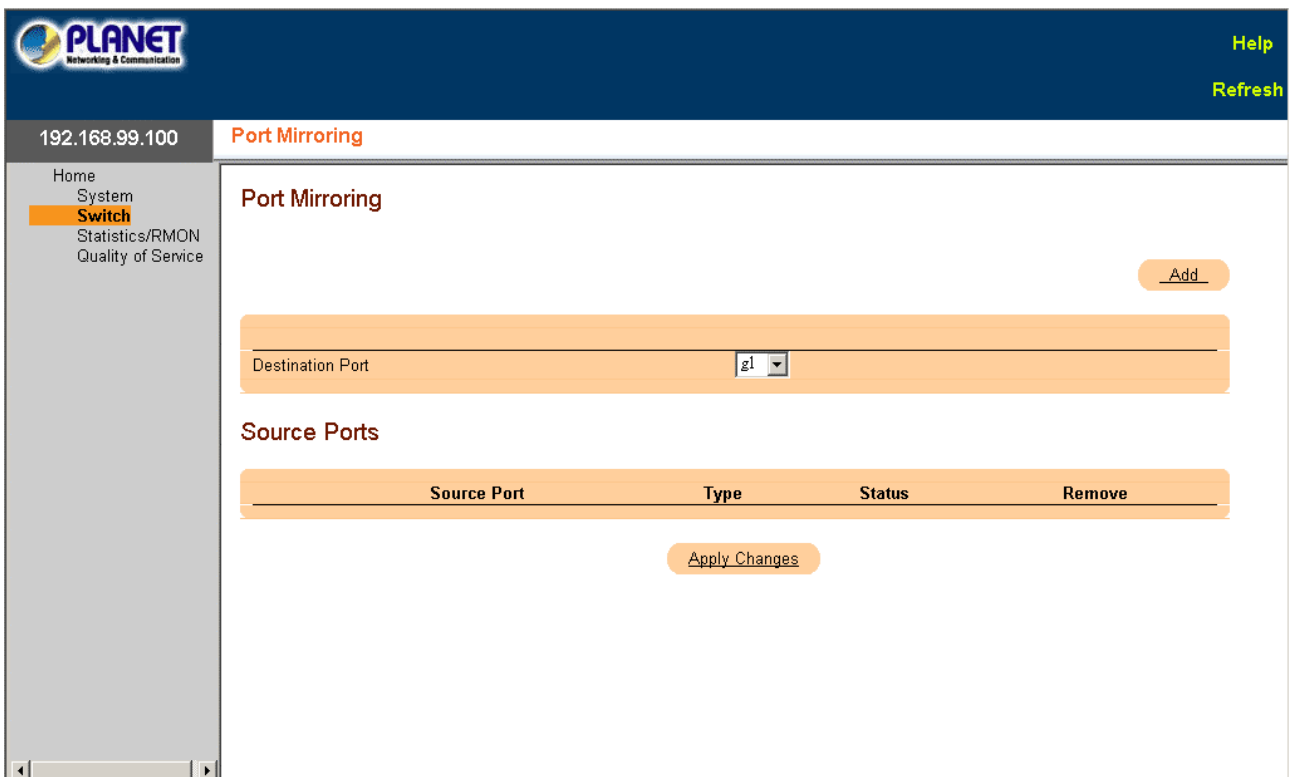 PLANET
Networking & Communication
Help
Refresh
192.168.99.100
Port Mirroring
Home
System
Switch
Statistics/RMON
Quality of Service
Port Mirroring
Add
Destination Port
g1
Source Ports
Source Port Type Status Remove
Apply Changes